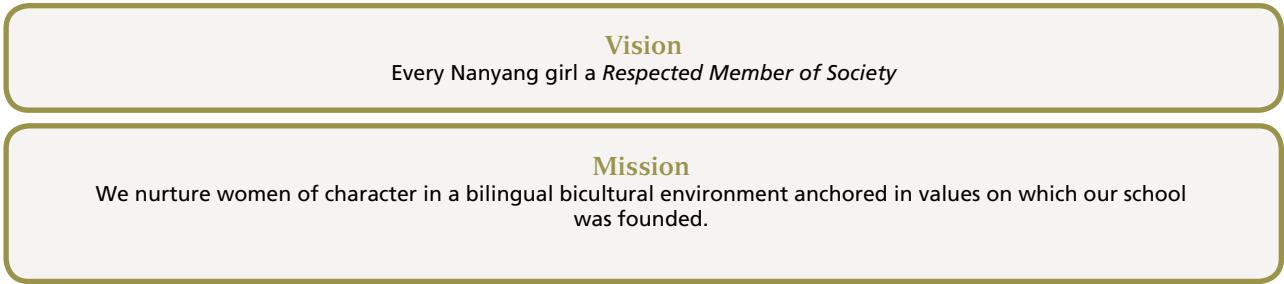 Vision
Every Nanyang girl a Respected Member of Society
Mission
We nurture women of character in a bilingual bicultural environment anchored in values on which our school
was founded.